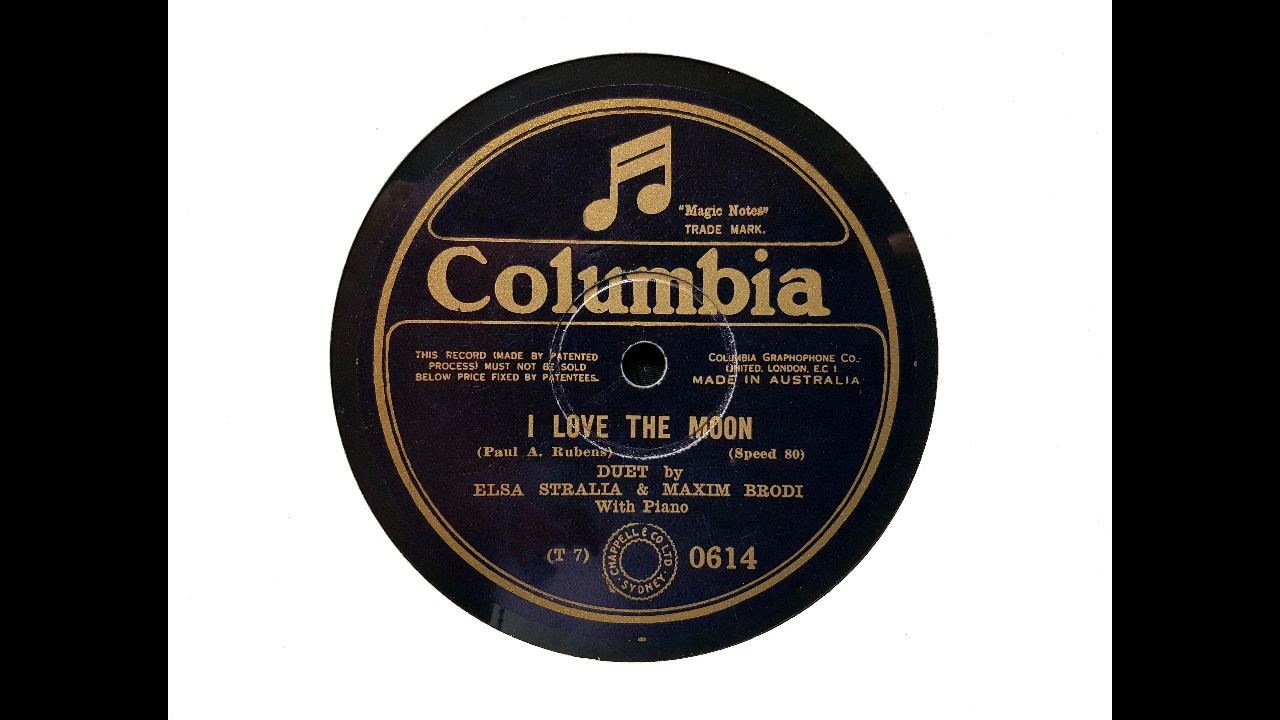 "Magic Notes"
TRADE MARK.
Columbia
THIS RECORD (MADE BY PATENTED
PROCESS) MUST NOT BE SOLD
BELOW PRICE FIXED BY PATENTEES.
COLUMBIA GRAPHOPHONE CO.
LIMITED. LONDON. E.C 1
MADE IN AUSTRALIA
I LOVE THE MOON
(Paul A. Rubens) (Speed 80)
DUET by
ELSA STRALIA & MAXIM BRODI
With Piano
(T 7) CHAPPELL & CO LTD · SYDNEY · 0614